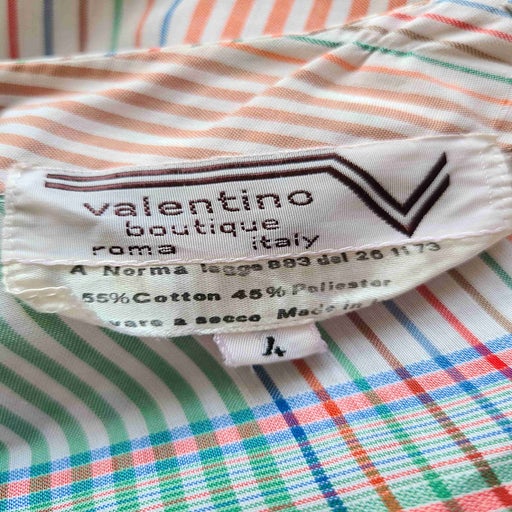 valentino
boutique
roma italy
A Norma legge 893 del 26 11 73
55% Cotton 45% Poliester
vare a secco Made in
4